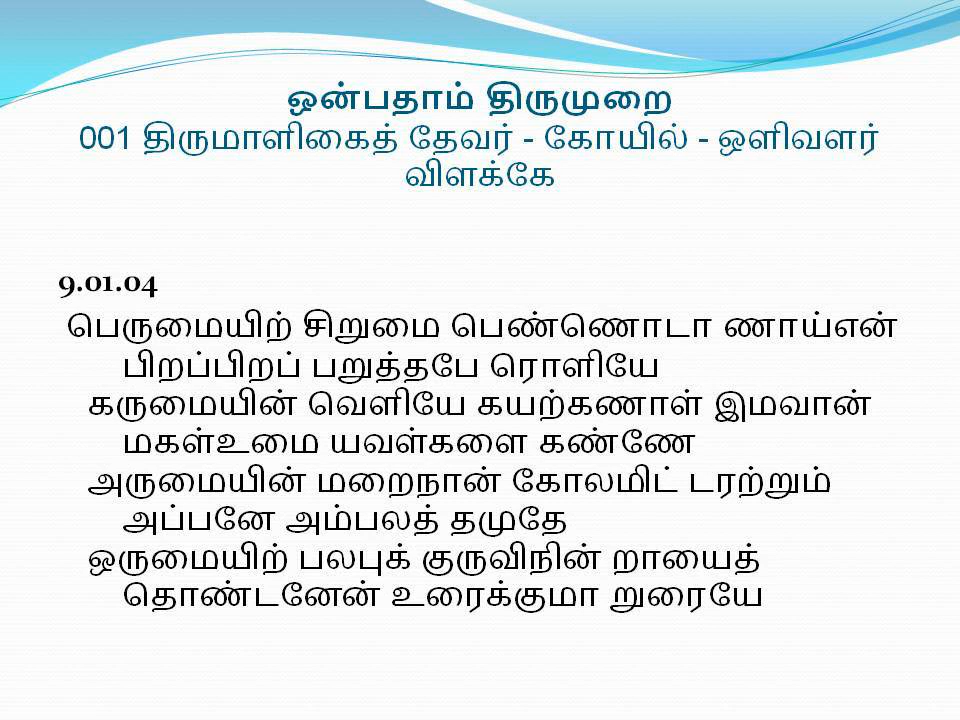 ஒன்பதாம் திருமுறை
001 திருமாளிகைத் தேவர் - கோயில் - ஒளிவளர்
விளக்கே
9.01.04
பெருமையிற் சிறுமை பெண்ணொடா ணாய்என்
பிறப்பிறப் பறுத்தபே ரொளியே
கருமையின் வெளியே கயற்கணாள் இமவான்
மகள்உமை யவள்களை கண்ணே
அருமையின் மறைநான் கோலமிட் டரற்றும்
அப்பனே அம்பலத் தமுதே
ஒருமையிற் பலபுக் குருவிநின் றாயைத்
தொண்டனேன் உரைக்குமா றுரையே